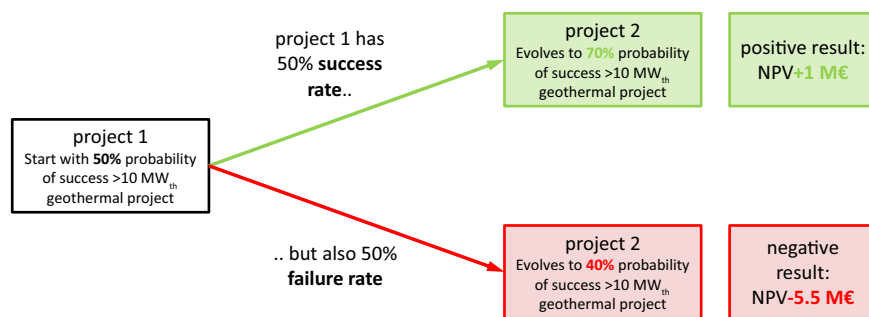 project 1 has
50% success
rate..
project 2
Evolves to 70% probability
of success >10 MWth
geothermal project
positive result:
NPV+1 M€
project 1
Start with 50% probability
of success >10 MWth
geothermal project
.. but also 50%
failure rate
project 2
Evolves to 40% probability
of success >10 MWth
geothermal project
negative
result:
NPV-5.5 M€